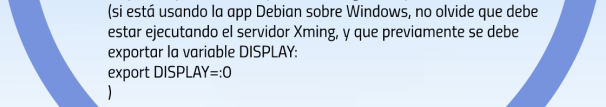 (si está usando la app Debian sobre Windows, no olvide que debe
estar ejecutando el servidor Xming, y que previamente se debe
exportar la variable DISPLAY:
export DISPLAY=:0
)